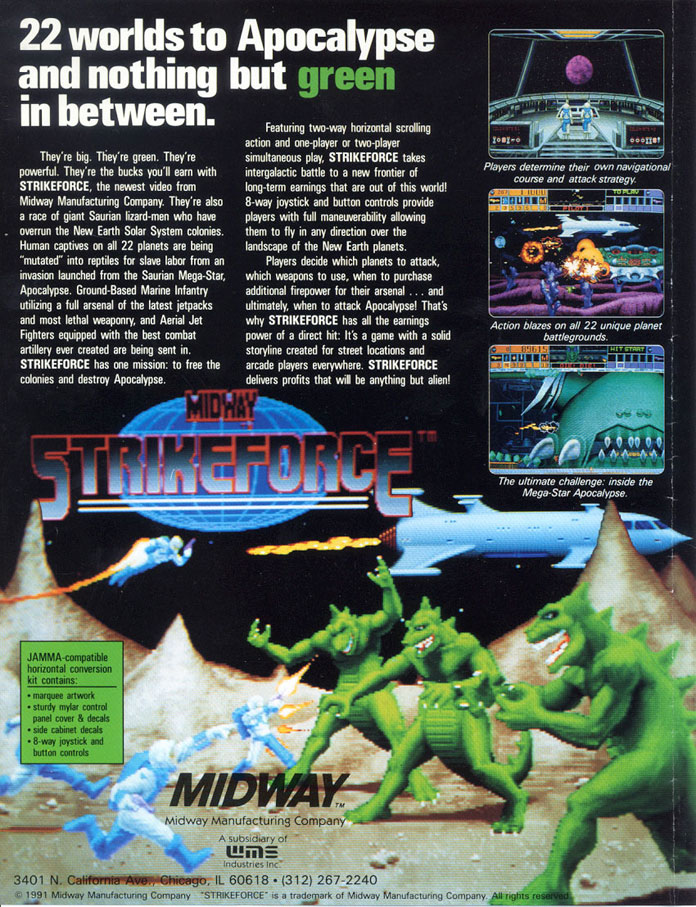 22 worlds to Apocalypse
and nothing but green
in between.
They're big. They're green. They're
powerful. They're the bucks you'll earn with
STRIKEFORCE, the newest video from
Midway Manufacturing Company. They're also
a race of giant Saurian lizard-men who have
overrun the New Earth Solar System colonies.
Human captives on all 22 planets are being
"mutated" into reptiles for slave labor from an
invasion launched from the Saurian Mega-Star,
Apocalypse. Ground-Based Marine Infantry
utilizing a full arsenal of the latest jetpacks
and most lethal weaponry, and Aerial Jet
Fighters equipped with the best combat
artillery ever created are being sent in.
STRIKEFORCE has one mission: to free the
colonies and destroy Apocalypse.
Featuring two-way horizontal scrolling
action and one-player or two-player
simultaneous play, STRIKEFORCE takes
intergalactic battle to a new frontier of
long-term earnings that are out of this world!
8-way joystick and button controls provide
players with full maneuverability allowing
them to fly in any direction over the
landscape of the New Earth planets.
Players decide which planets to attack,
which weapons to use, when to purchase
additional firepower for their arsenal . . . and
ultimately, when to attack Apocalypse! That's
why STRIKEFORCE has all the earnings
power of a direct hit: It's a game with a solid
storyline created for street locations and
arcade players everywhere. STRIKEFORCE
delivers profits that will be anything but alien!
Players determine their own navigational
course and attack strategy.
TO PLAY
Action blazes on all 22 unique planet
battlegrounds.
HIT START
The ultimate challenge: inside the
Mega-Star Apocalypse.
MIDWAY
STRIKEFORCE™
JAMMA-compatible
horizontal conversion
kit contains:
• marquee artwork
• sturdy mylar control
panel cover & decals
• side cabinet decals
• 8-way joystick and
button controls
MIDWAY™
Midway Manufacturing Company
A subsidiary of
WMS
Industries Inc.
3401 N. California Ave., Chicago, IL 60618 • (312) 267-2240
© 1991 Midway Manufacturing Company "STRIKEFORCE" is a trademark of Midway Manufacturing Company. All rights reserved.